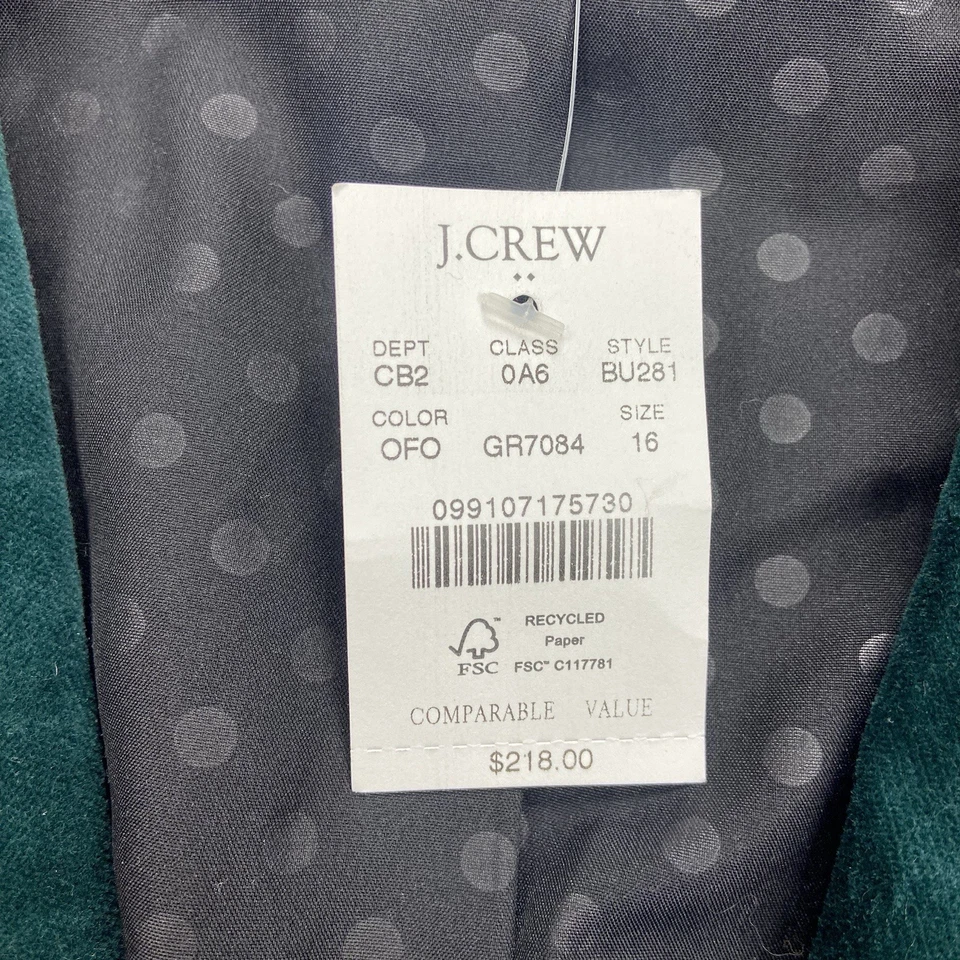 J.CREW
DEPT CLASS STYLE
CB2 0A6 BU281
COLOR SIZE
OFO GR7084 16
099107175730
RECYCLED
Paper
FSC™ FSC™ C117781
COMPARABLE VALUE
$218.00